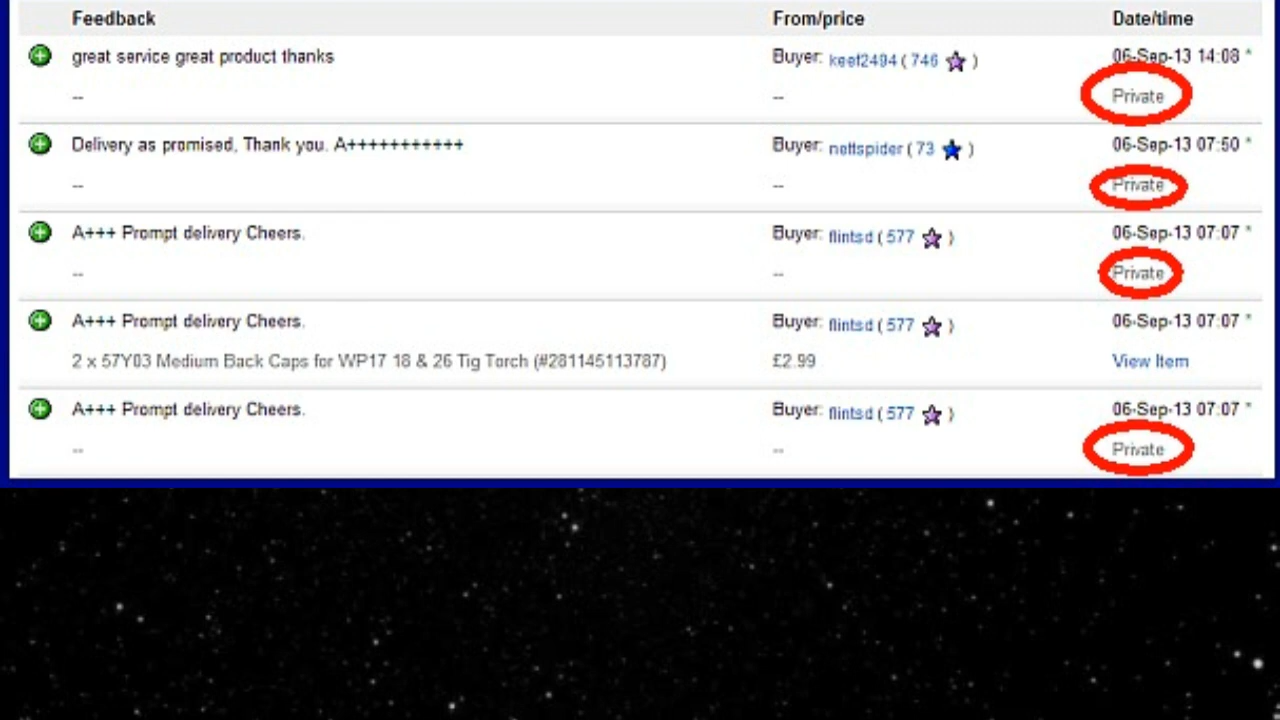 Feedback From/price Date/time
great service great product thanks Buyer: keef2494 ( 746 ) 06-Sep-13 14:08 *
-- -- Private
Delivery as promised, Thank you. A+++++++++++ Buyer: nettspider ( 73 ) 06-Sep-13 07:50 *
-- -- Private
A+++ Prompt delivery Cheers. Buyer: flintsd ( 577 ) 06-Sep-13 07:07 *
-- -- Private
A+++ Prompt delivery Cheers. Buyer: flintsd ( 577 ) 06-Sep-13 07:07 *
2 x 57Y03 Medium Back Caps for WP17 18 & 26 Tig Torch (#281145113787) £2.99 View Item
A+++ Prompt delivery Cheers. Buyer: flintsd ( 577 ) 06-Sep-13 07:07 *
-- -- Private